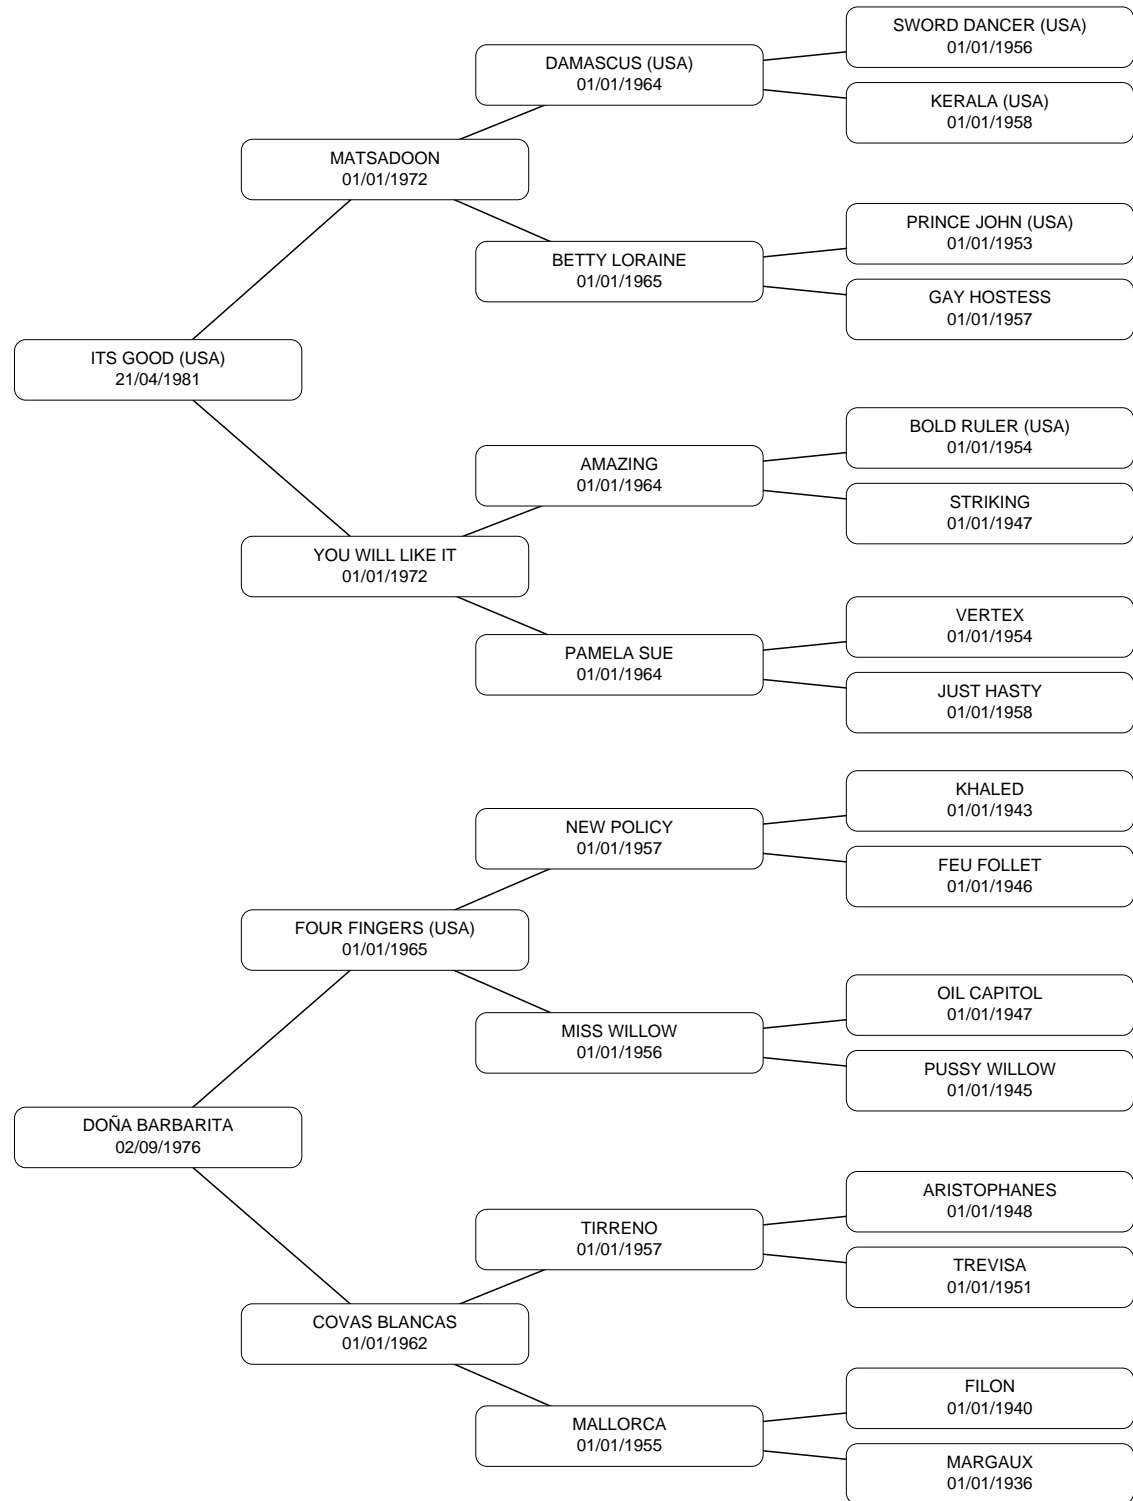 SWORD DANCER (USA)
01/01/1956
DAMASCUS (USA)
01/01/1964
KERALA (USA)
01/01/1958
MATSADOON
01/01/1972
PRINCE JOHN (USA)
01/01/1953
BETTY LORAINE
01/01/1965
GAY HOSTESS
01/01/1957
ITS GOOD (USA)
21/04/1981
BOLD RULER (USA)
01/01/1954
AMAZING
01/01/1964
STRIKING
01/01/1947
YOU WILL LIKE IT
01/01/1972
VERTEX
01/01/1954
PAMELA SUE
01/01/1964
JUST HASTY
01/01/1958
KHALED
01/01/1943
NEW POLICY
01/01/1957
FEU FOLLET
01/01/1946
FOUR FINGERS (USA)
01/01/1965
OIL CAPITOL
01/01/1947
MISS WILLOW
01/01/1956
PUSSY WILLOW
01/01/1945
DOÑA BARBARITA
02/09/1976
ARISTOPHANES
01/01/1948
TIRRENO
01/01/1957
TREVISA
01/01/1951
COVAS BLANCAS
01/01/1962
FILON
01/01/1940
MALLORCA
01/01/1955
MARGAUX
01/01/1936